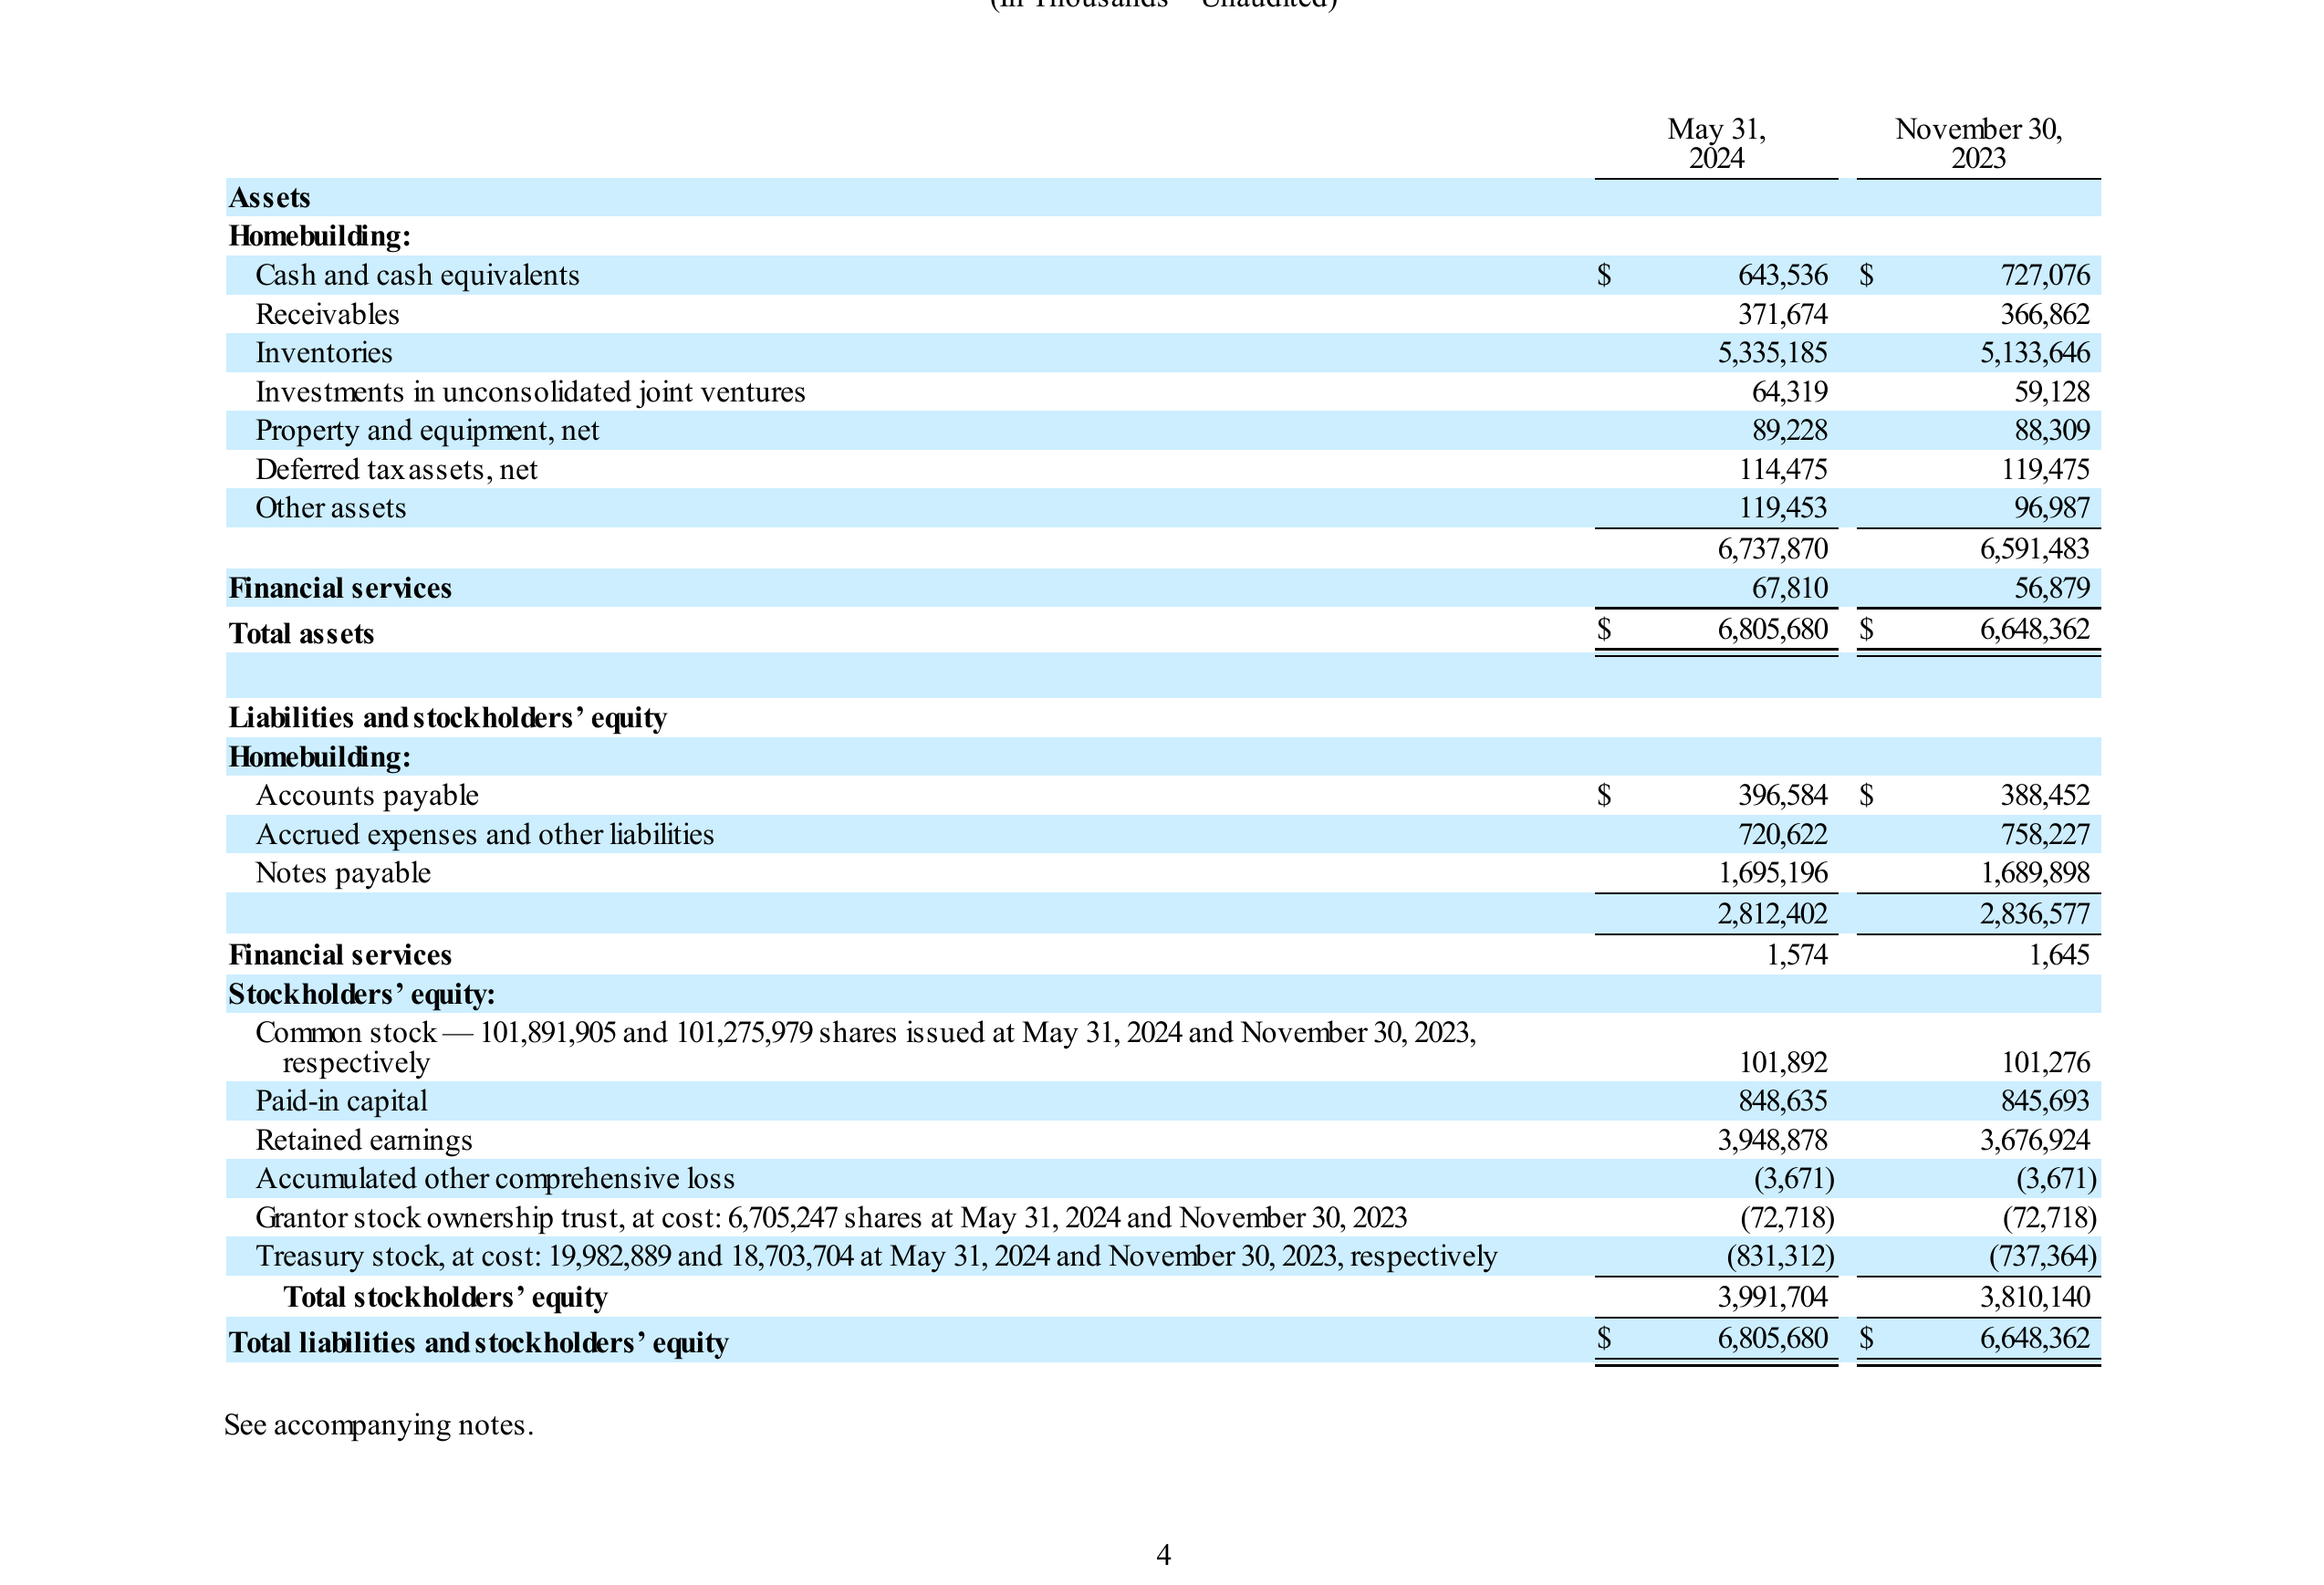 (In Thousands – Unaudited)
May 31, November 30,
2024 2023
Assets
Homebuilding:
Cash and cash equivalents $ 643,536 $ 727,076
Receivables 371,674 366,862
Inventories 5,335,185 5,133,646
Investments in unconsolidated joint ventures 64,319 59,128
Property and equipment, net 89,228 88,309
Deferred tax assets, net 114,475 119,475
Other assets 119,453 96,987
6,737,870 6,591,483
Financial services 67,810 56,879
Total assets $ 6,805,680 $ 6,648,362
Liabilities and stockholders’ equity
Homebuilding:
Accounts payable $ 396,584 $ 388,452
Accrued expenses and other liabilities 720,622 758,227
Notes payable 1,695,196 1,689,898
2,812,402 2,836,577
Financial services 1,574 1,645
Stockholders’ equity:
Common stock — 101,891,905 and 101,275,979 shares issued at May 31, 2024 and November 30, 2023,
respectively 101,892 101,276
Paid-in capital 848,635 845,693
Retained earnings 3,948,878 3,676,924
Accumulated other comprehensive loss (3,671) (3,671)
Grantor stock ownership trust, at cost: 6,705,247 shares at May 31, 2024 and November 30, 2023 (72,718) (72,718)
Treasury stock, at cost: 19,982,889 and 18,703,704 at May 31, 2024 and November 30, 2023, respectively (831,312) (737,364)
Total stockholders’ equity 3,991,704 3,810,140
Total liabilities and stockholders’ equity $ 6,805,680 $ 6,648,362
See accompanying notes.
4